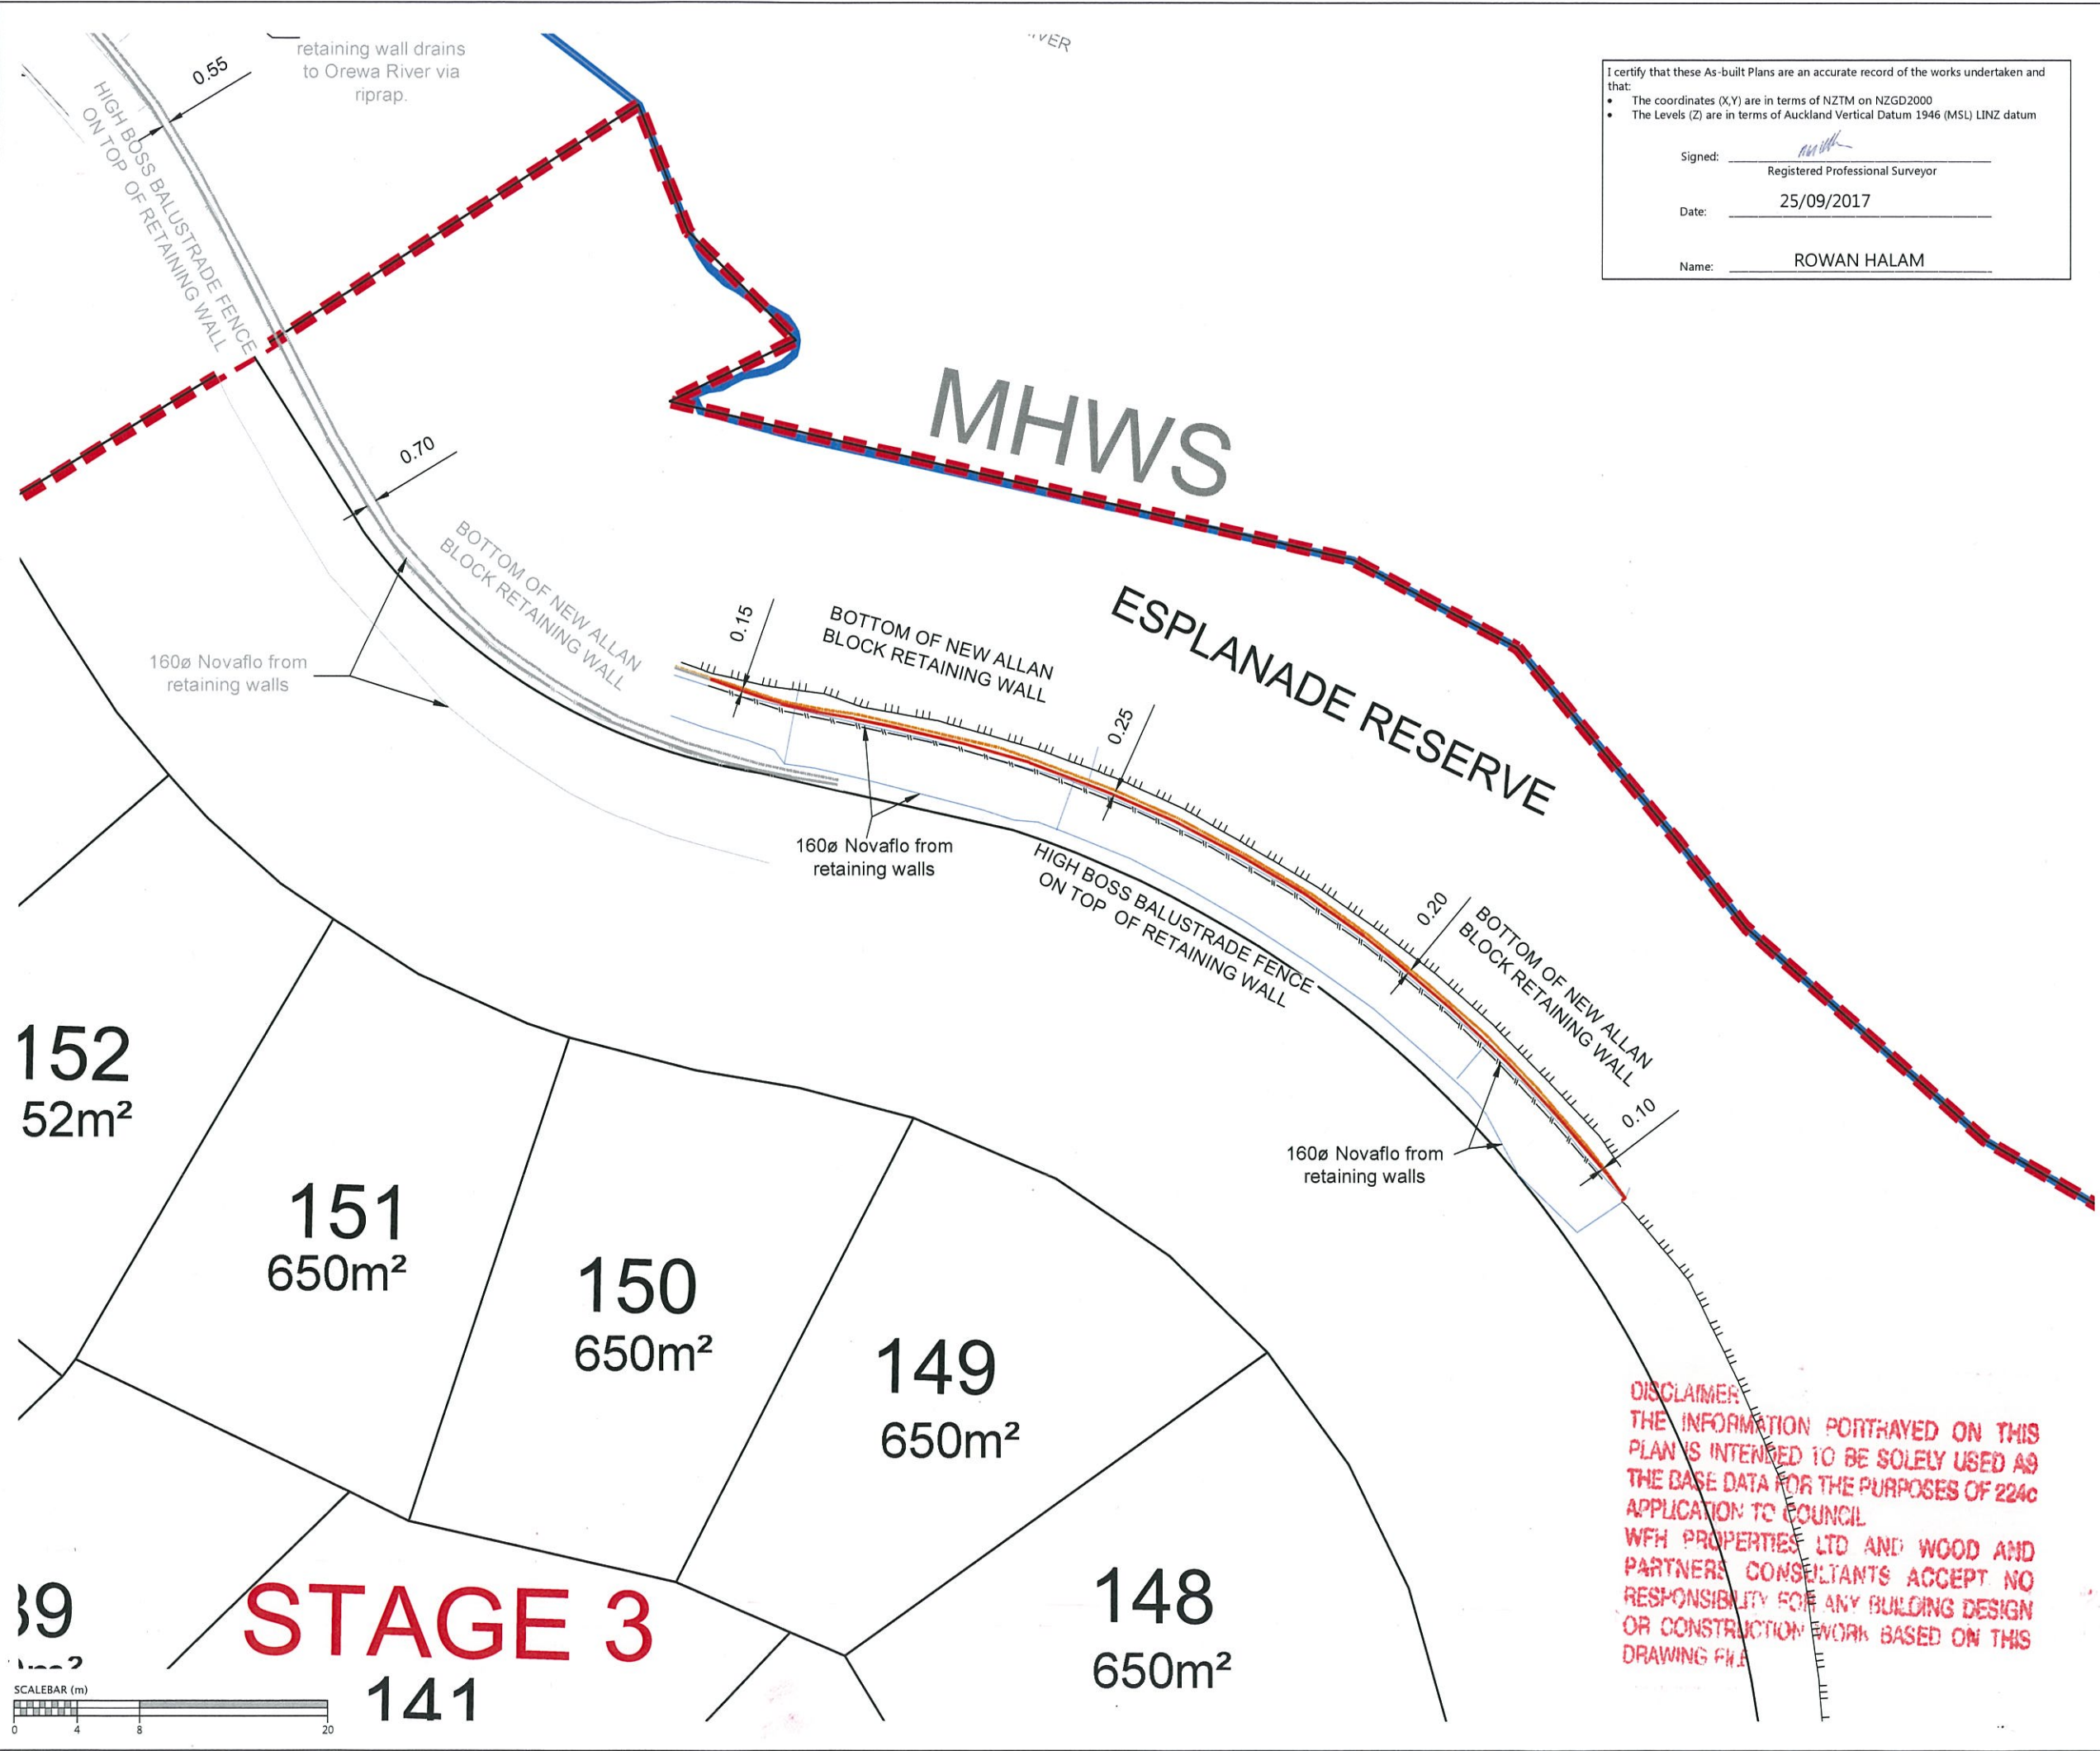 retaining wall drains
to Orewa River via
riprap.
0.55
HIGH BOSS BALUSTRADE FENCE
ON TOP OF RETAINING WALL
I certify that these As-built Plans are an accurate record of the works undertaken and
that:
• The coordinates (X,Y) are in terms of NZTM on NZGD2000
• The Levels (Z) are in terms of Auckland Vertical Datum 1946 (MSL) LINZ datum
Signed:
Registered Professional Surveyor
Date: 25/09/2017
Name: ROWAN HALAM
MHWS
0.70
BOTTOM OF NEW ALLAN
BLOCK RETAINING WALL
160ø Novaflo from
retaining walls
0.15
BOTTOM OF NEW ALLAN
BLOCK RETAINING WALL
ESPLANADE RESERVE
0.25
160ø Novaflo from
retaining walls
HIGH BOSS BALUSTRADE FENCE
ON TOP OF RETAINING WALL
0.20
BOTTOM OF NEW ALLAN
BLOCK RETAINING WALL
0.10
160ø Novaflo from
retaining walls
152
52m²
151
650m²
150
650m²
149
650m²
148
650m²
39
STAGE 3
141
DISCLAIMER
THE INFORMATION PORTRAYED ON THIS
PLAN IS INTENDED TO BE SOLELY USED AS
THE BASE DATA FOR THE PURPOSES OF 224c
APPLICATION TO COUNCIL
WFH PROPERTIES LTD AND WOOD AND
PARTNERS CONSULTANTS ACCEPT NO
RESPONSIBILITY FOR ANY BUILDING DESIGN
OR CONSTRUCTION WORK BASED ON THIS
DRAWING FILE
SCALEBAR (m)
0 4 8 20